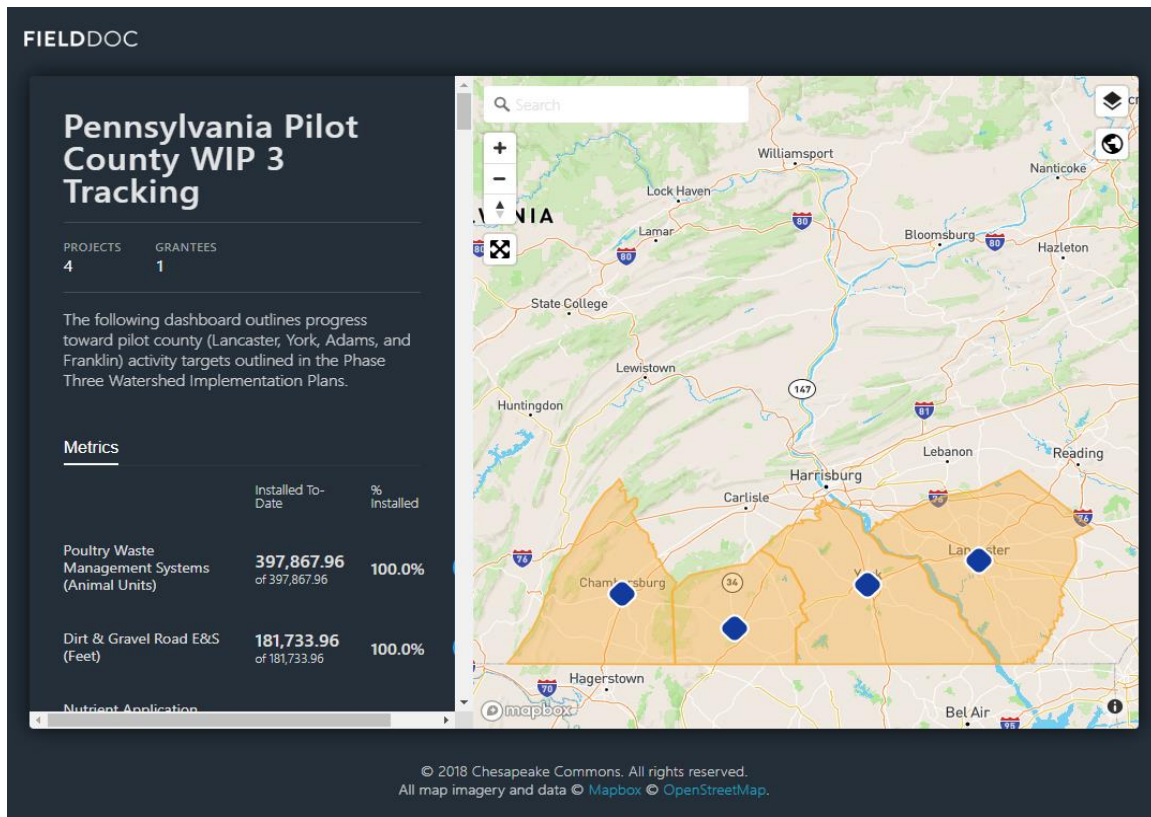 FIELDDOC
Pennsylvania Pilot
County WIP 3
Tracking
PROJECTS GRANTEES
4 1
The following dashboard outlines progress
toward pilot county (Lancaster, York, Adams, and
Franklin) activity targets outlined in the Phase
Three Watershed Implementation Plans.
Metrics
Installed To-
Date
%
Installed
Poultry Waste
Management Systems
(Animal Units)
397,867.96
of 397,867.96
100.0%
Dirt & Gravel Road E&S
(Feet)
181,733.96
of 181,733.96
100.0%
Nutrient Application
Search
Williamsport
Nanticoke
Lock Haven
VANIA
Lamar
80
80
80
80
Bloomsburg
Hazleton
State College
Lewistown
147
Huntingdon
81
Lebanon
Reading
Harrisburg
Carlisle
76
76
76
Lancaster
Chambersburg
34
York
Hagerstown
70
mapbox
Bel Air
95
© 2018 Chesapeake Commons. All rights reserved.
All map imagery and data © Mapbox © OpenStreetMap.